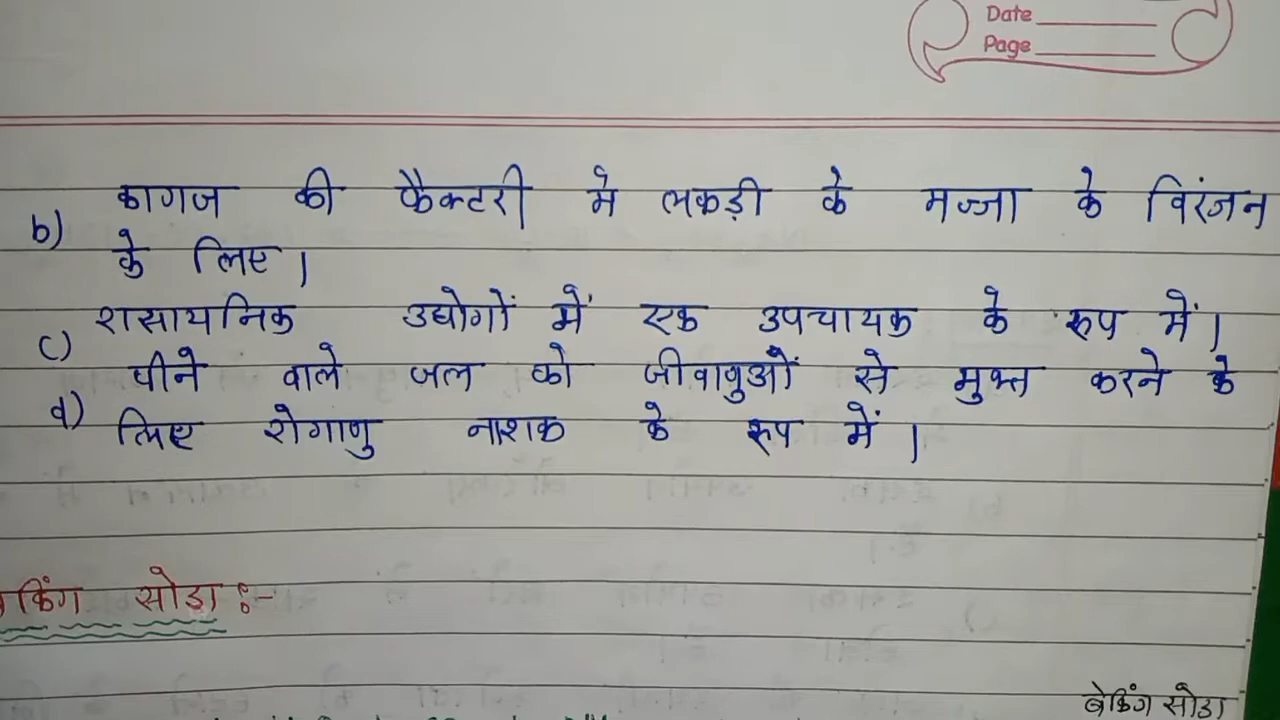 Date
Page
b) कागज की फैक्टरी मे लकड़ी के मज्जा के विरंजन
के लिए।
c) रासायनिक उद्योगों में एक उपचायक के रूप में।
d) पीने वाले जल को जीवाणुओं से मुक्त करने के
लिए रोगाणु नाशक के रूप में।
बेकिंग सोडा :-
बेकिंग सोडा